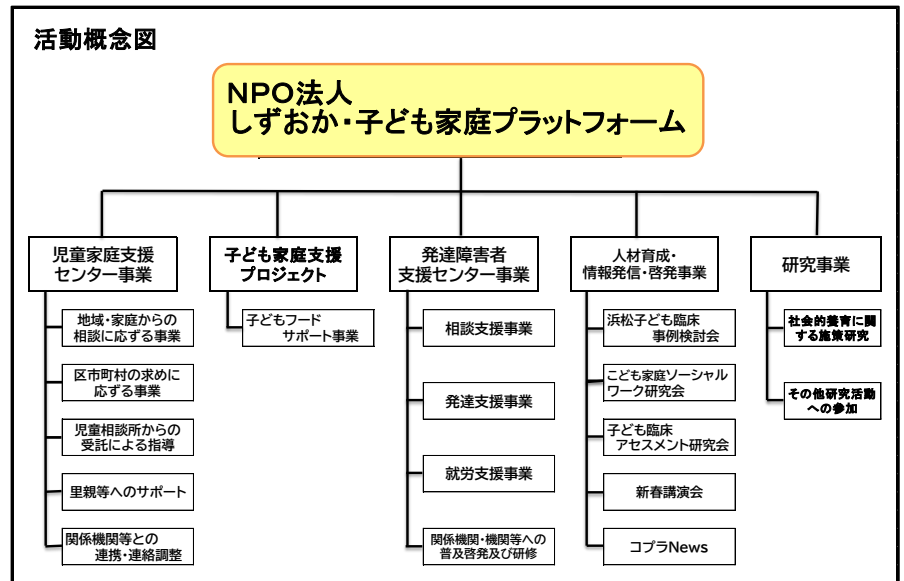 活動概念図
NPO法人
しずおか・子ども家庭プラットフォーム
児童家庭支援
センター事業
地域・家庭からの
相談に応ずる事業
区市町村の求めに
応ずる事業
児童相談所からの
受託による指導
里親等へのサポート
関係機関等との
連携・連絡調整
子ども家庭支援
プロジェクト
子どもフード
サポート事業
発達障害者
支援センター事業
相談支援事業
発達支援事業
就労支援事業
関係機関・機関等への
普及啓発及び研修
人材育成・
情報発信・啓発事業
浜松子ども臨床
事例検討会
こども家庭ソーシャル
ワーク研究会
子ども臨床
アセスメント研究会
新春講演会
コプラNews
研究事業
社会的養育に関
する施策研究
その他研究活動
への参加